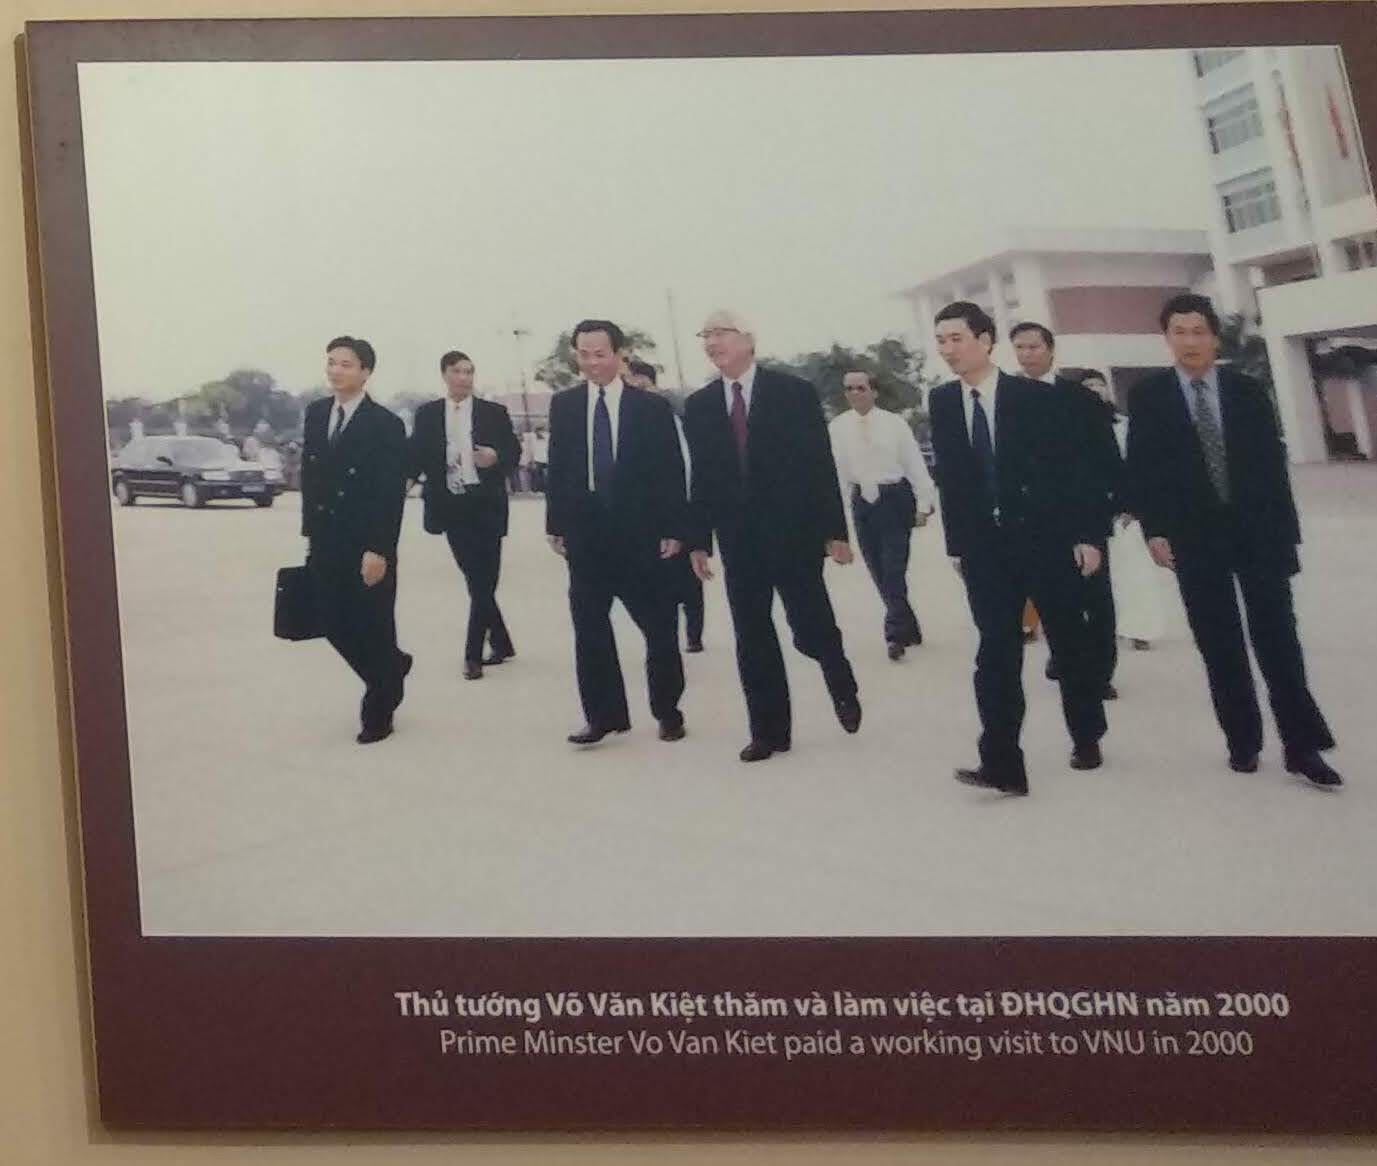 Thủ tướng Võ Văn Kiệt thăm và làm việc tại ĐHQGHN năm 2000
Prime Minster Vo Van Kiet paid a working visit to VNU in 2000